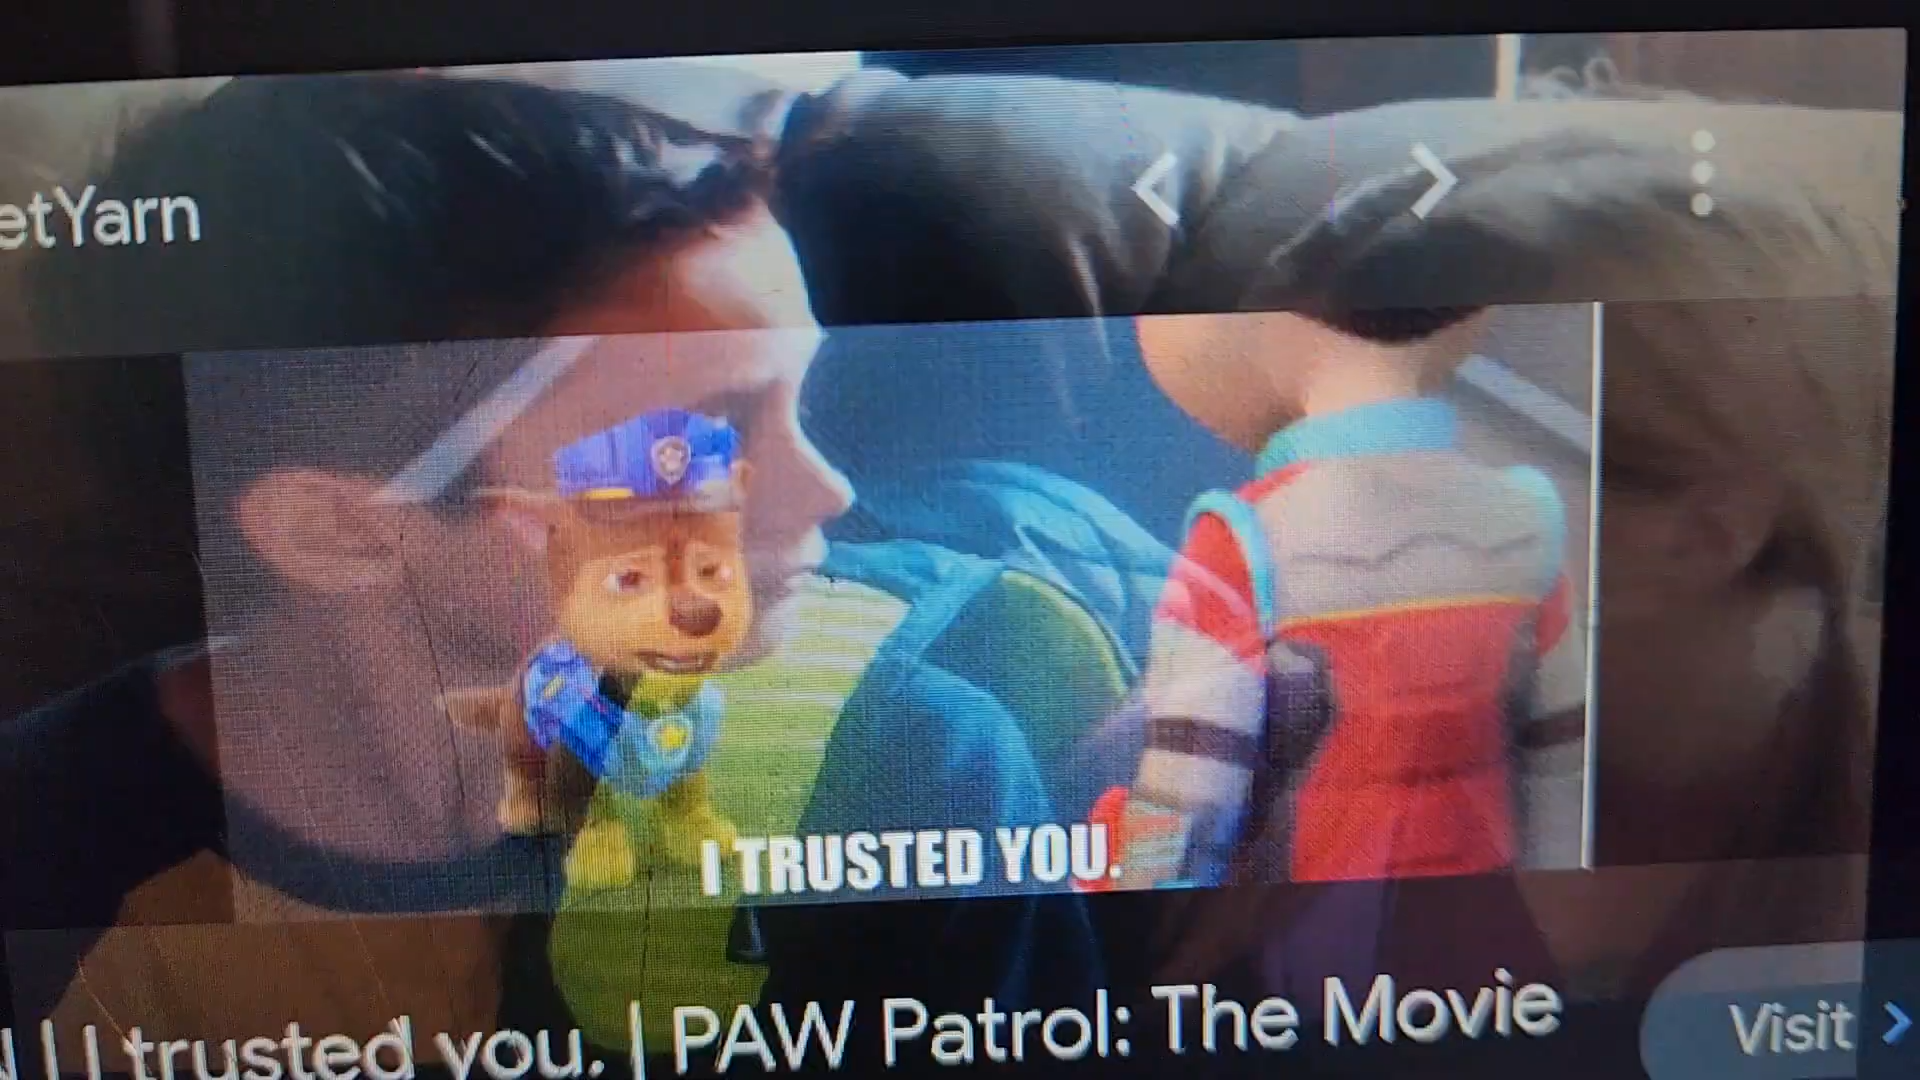 etYarn
I TRUSTED YOU.
I I trusted you. | PAW Patrol: The Movie
Visit